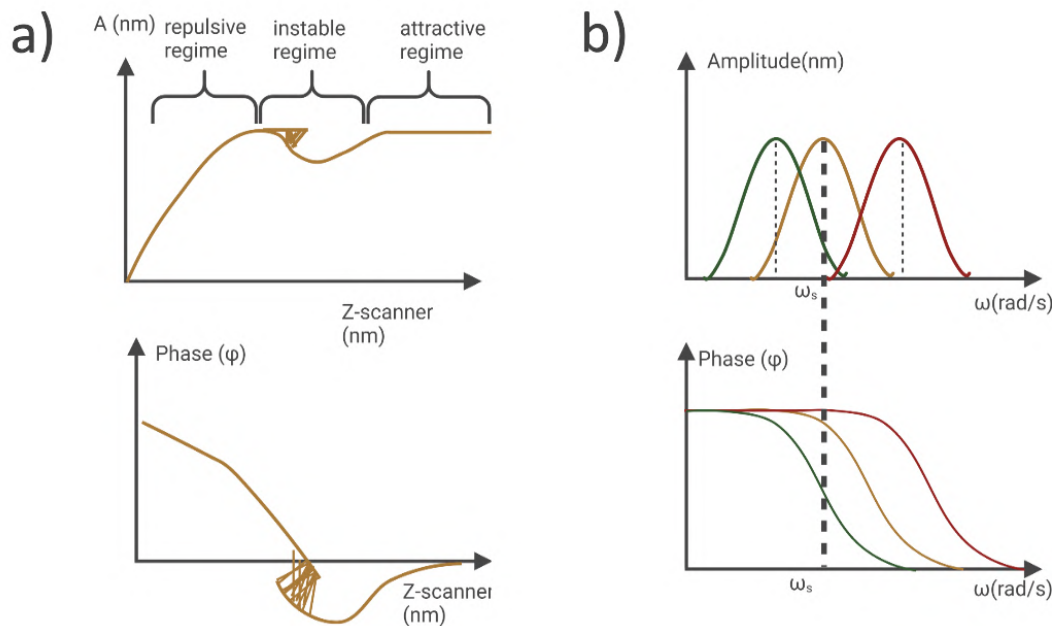 a)
A (nm)
repulsive
regime
instable
regime
attractive
regime
Z-scanner
(nm)
Phase (φ)
Z-scanner
(nm)
b)
Amplitude(nm)
ωs
ω(rad/s)
Phase (φ)
ωs
ω(rad/s)